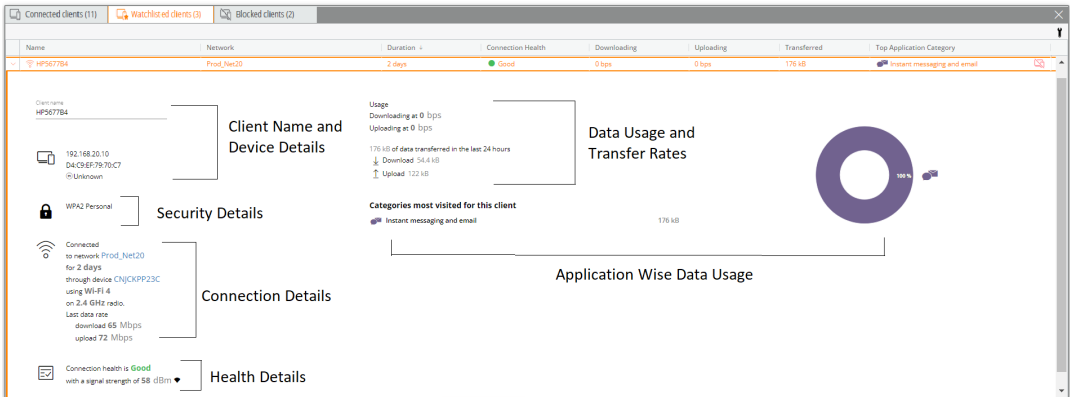 Connected clients (11)
Watchlisted clients (3)
Blocked clients (2)
Name
Network
Duration
Connection Health
Downloading
Uploading
Transferred
Top Application Category
HP5677B4
Prod_Net20
2 days
Good
0 bps
0 bps
176 kB
Instant messaging and email
Client name
HP5677B4
192.168.20.10
D4:C9:EF:79:70:C7
Unknown
Client Name and
Device Details
WPA2 Personal
Security Details
Connected
to network Prod_Net20
for 2 days
through device CNJCKPP23C
using Wi-Fi 4
on 2.4 GHz radio.
Last data rate
download 65 Mbps
upload 72 Mbps
Connection Details
Connection health is Good
with a signal strength of 58 dBm
Health Details
Usage
Downloading at 0 bps
Uploading at 0 bps
176 kB of data transferred in the last 24 hours
Download 54.4 kB
Upload 122 kB
Data Usage and
Transfer Rates
Categories most visited for this client
Instant messaging and email
176 kB
100 %
Application Wise Data Usage